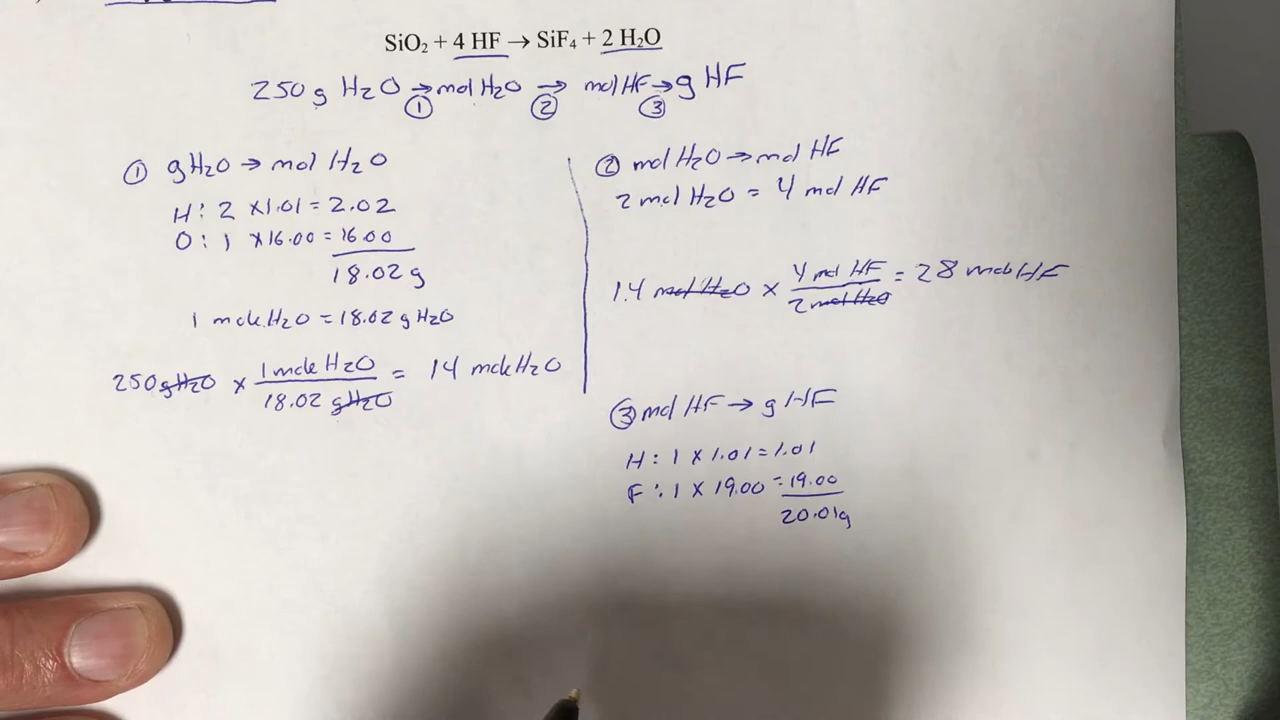 SiO₂ + 4 HF → SiF₄ + 2 H₂O
250 g H₂O → mol H₂O → mol HF → g HF
① ② ③
① g H₂O → mol H₂O
H : 2 × 1.01 = 2.02
O : 1 × 16.00 = 16.00
18.02 g
1 mole H₂O = 18.02 g H₂O
250 g H₂O × 1 mole H₂O / 18.02 g H₂O = 14 mole H₂O
② mol H₂O → mol HF
2 mol H₂O = 4 mol HF
1.4 mol H₂O × 4 mol HF / 2 mol H₂O = 28 mol HF
③ mol HF → g HF
H : 1 × 1.01 = 1.01
F : 1 × 19.00 = 19.00
20.01g